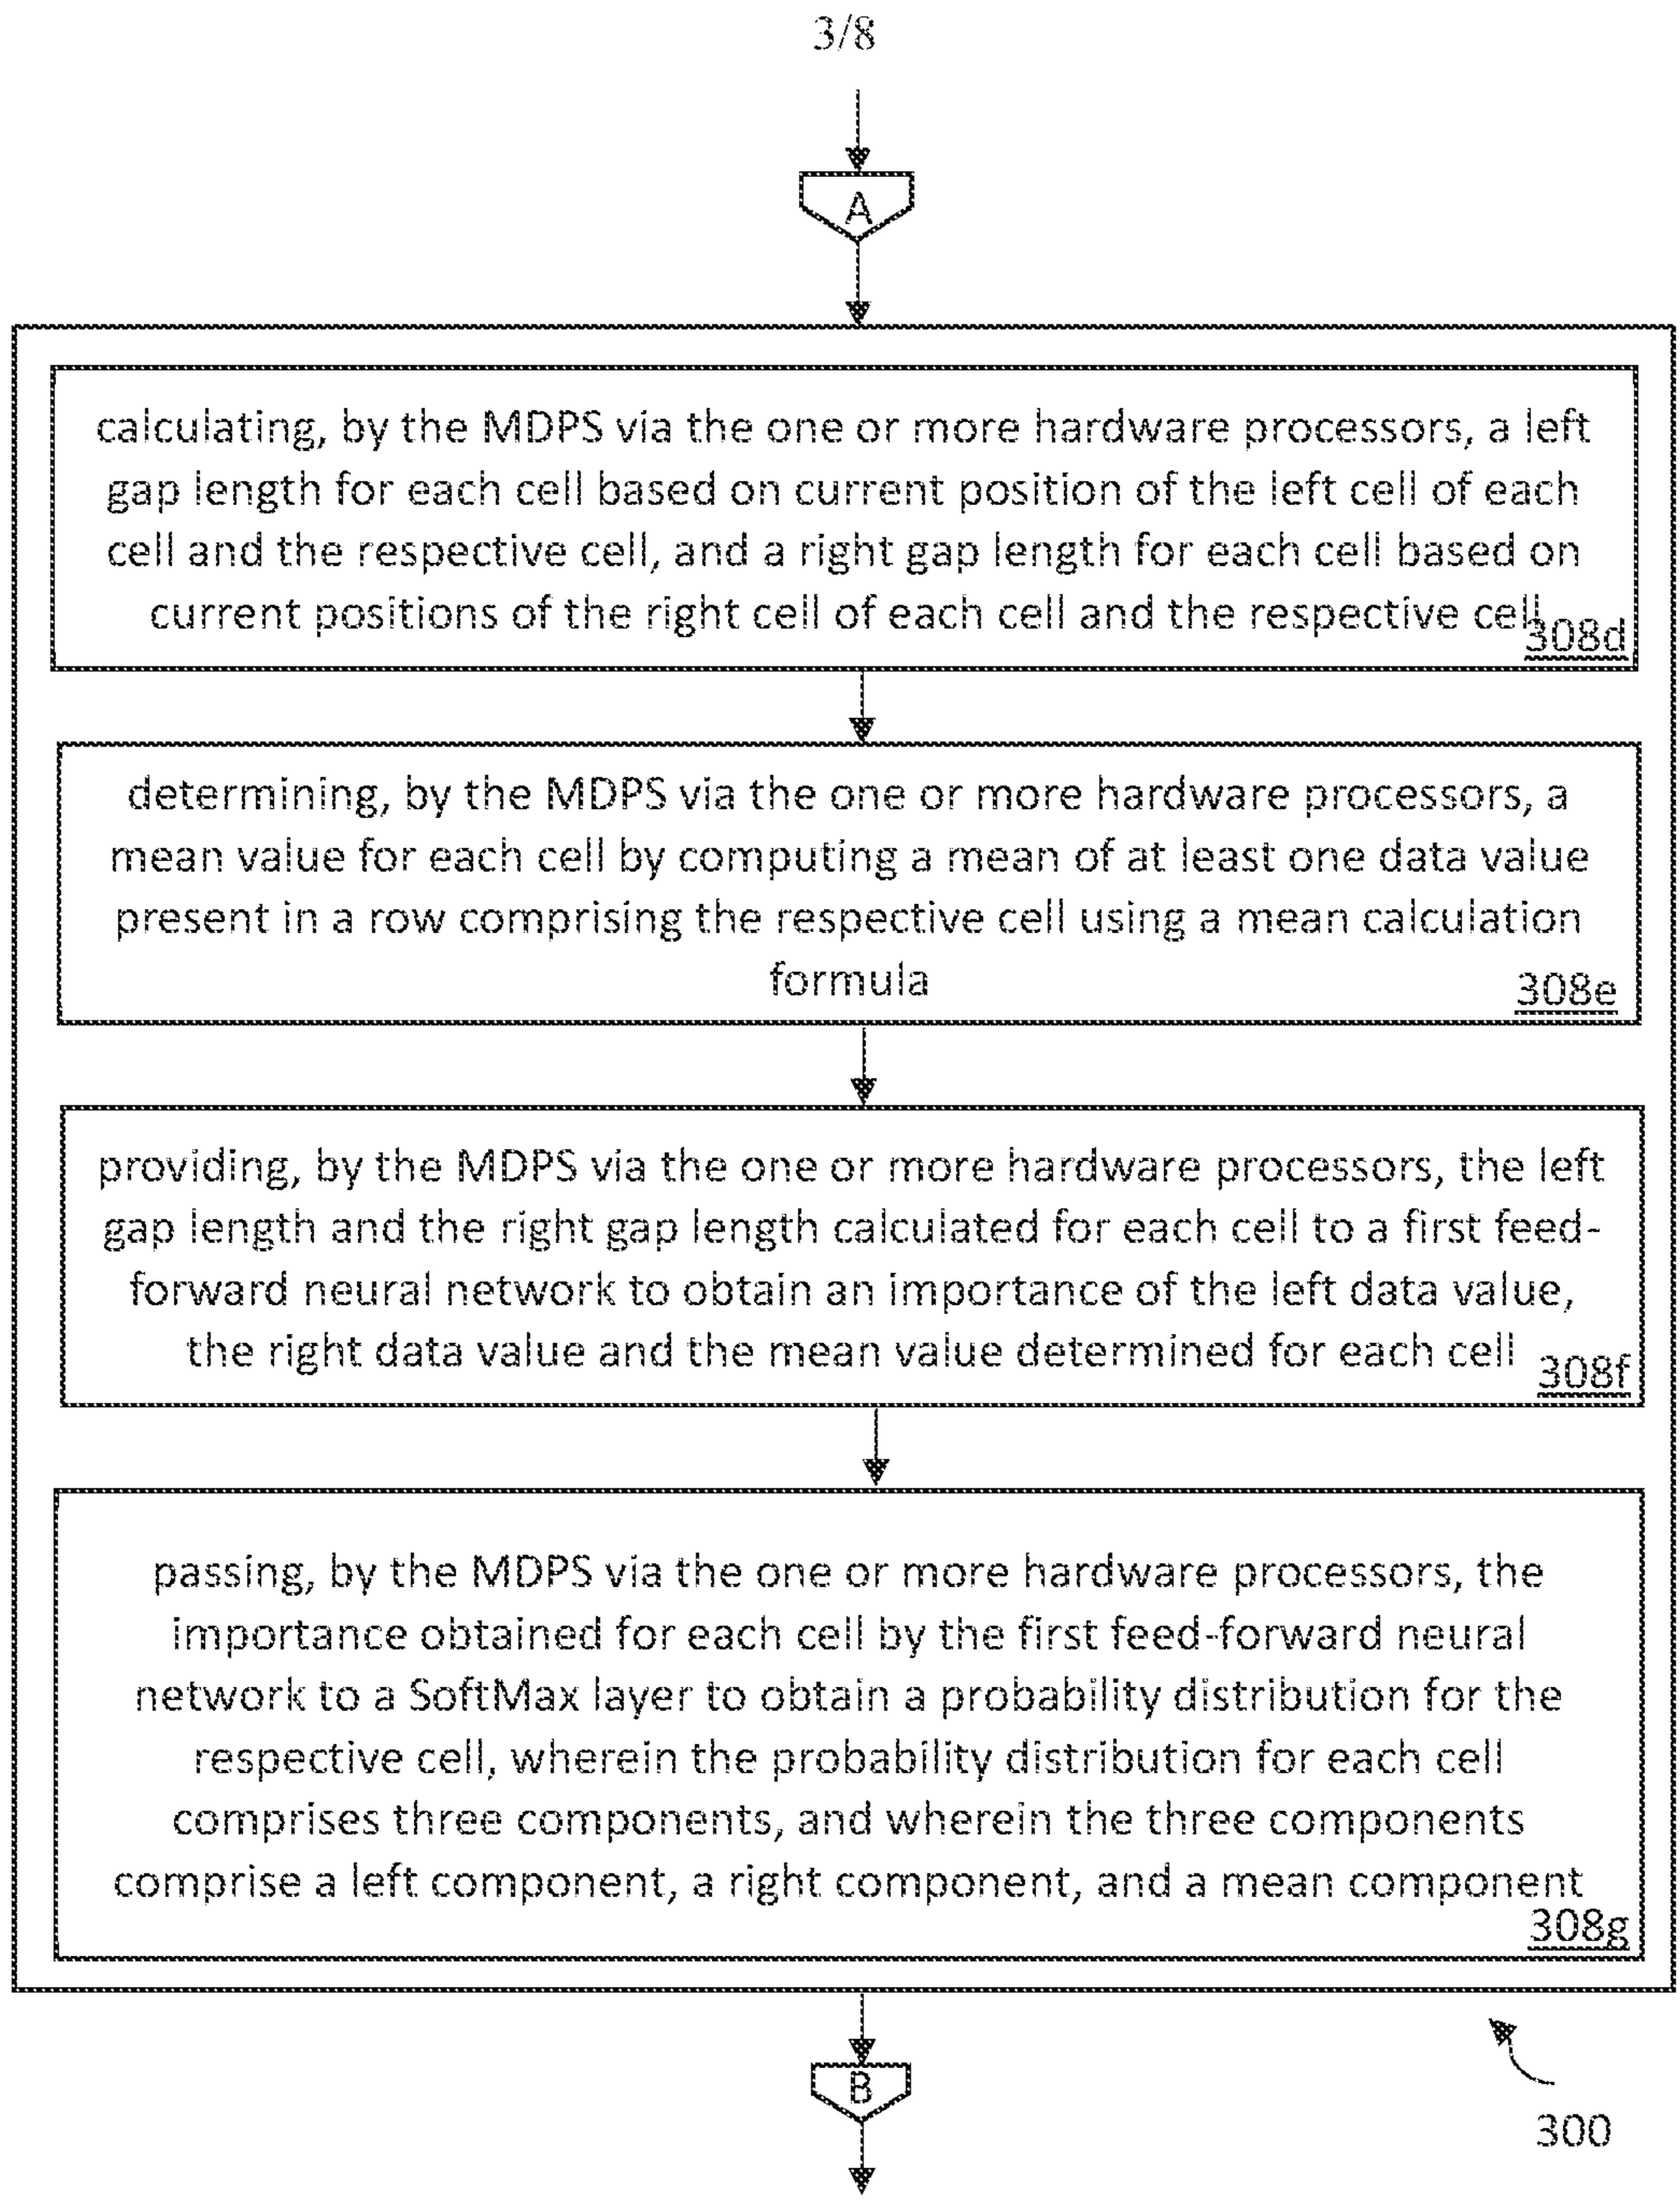 3/8
A
calculating, by the MDPS via the one or more hardware processors, a left
gap length for each cell based on current position of the left cell of each
cell and the respective cell, and a right gap length for each cell based on
current positions of the right cell of each cell and the respective cell
308d
determining, by the MDPS via the one or more hardware processors, a
mean value for each cell by computing a mean of at least one data value
present in a row comprising the respective cell using a mean calculation
formula
308e
providing, by the MDPS via the one or more hardware processors, the left
gap length and the right gap length calculated for each cell to a first feed-
forward neural network to obtain an importance of the left data value,
the right data value and the mean value determined for each cell
308f
passing, by the MDPS via the one or more hardware processors, the
importance obtained for each cell by the first feed-forward neural
network to a SoftMax layer to obtain a probability distribution for the
respective cell, wherein the probability distribution for each cell
comprises three components, and wherein the three components
comprise a left component, a right component, and a mean component
308g
B
300